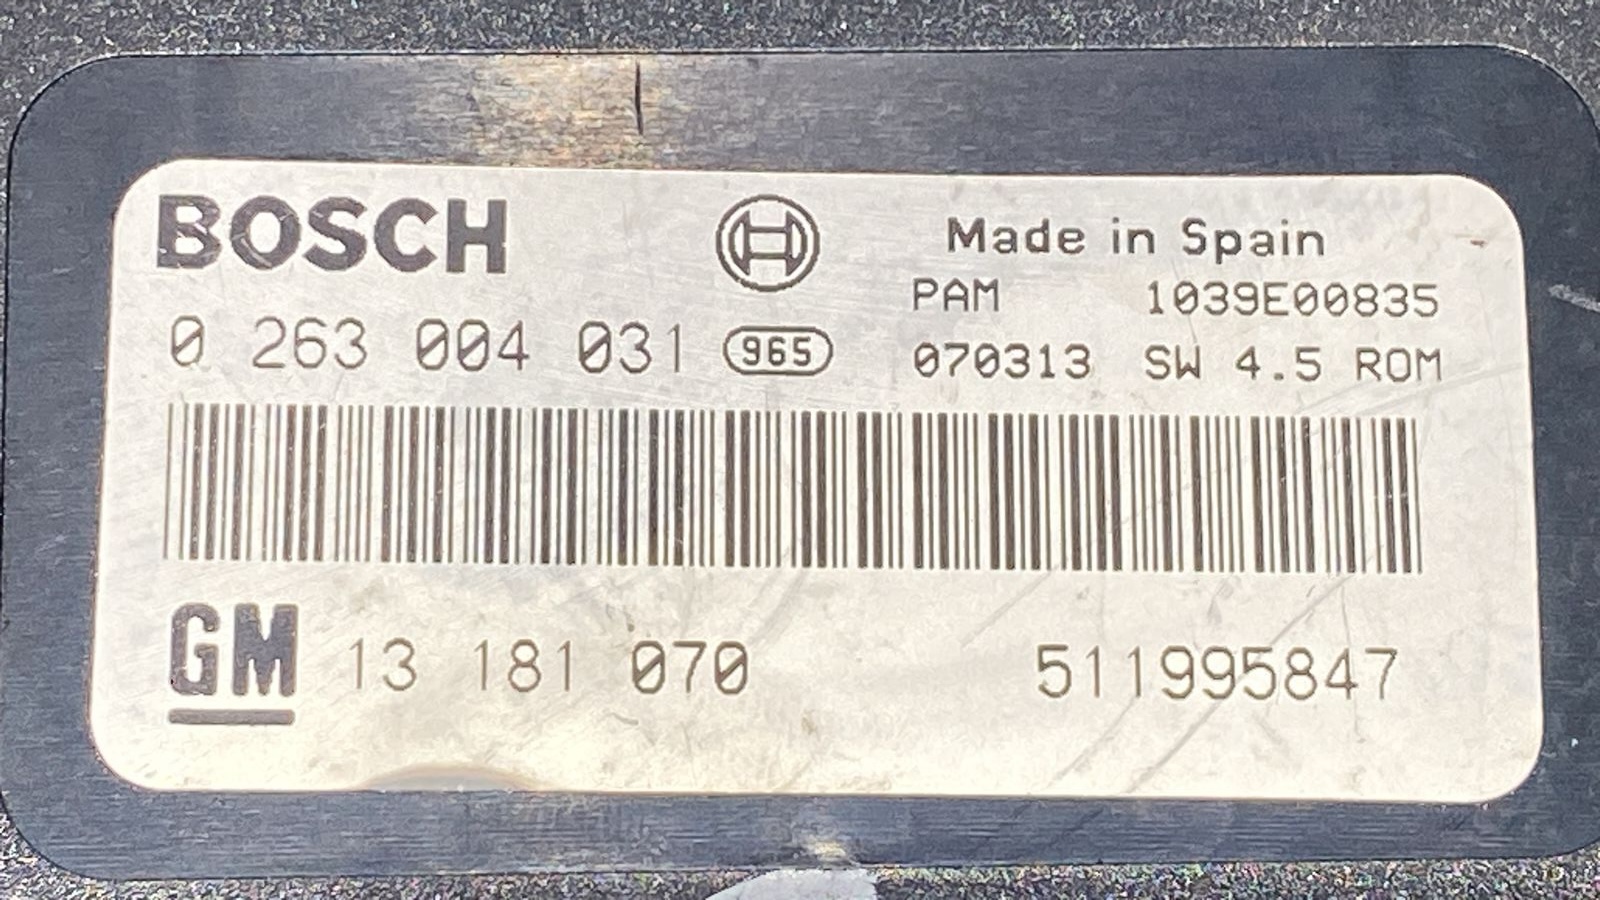 BOSCH
Made in Spain
PAM 1039E00835
0 263 004 031 965 070313 SW 4.5 ROM
GM 13 181 070 511995847